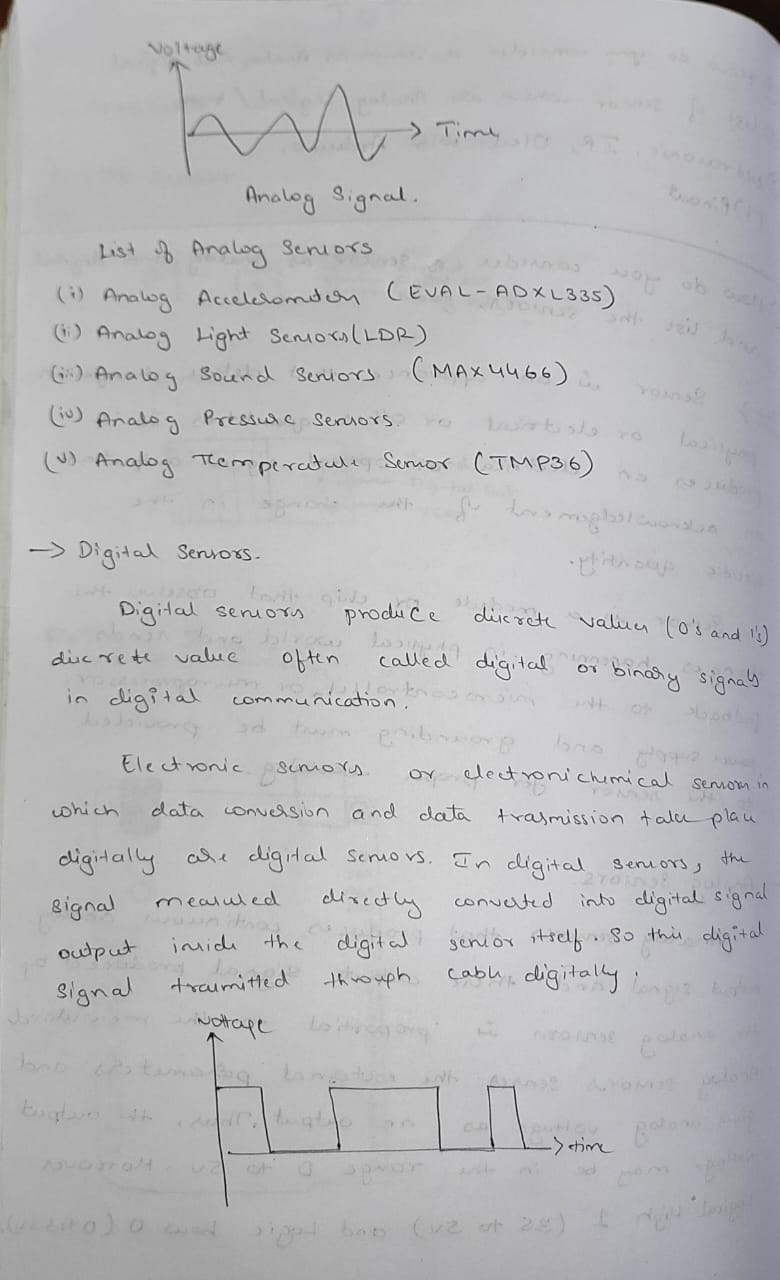 Voltage
Time
Analog Signal.
List of Analog Sensors
(i) Analog Accelerometer (EVAL-ADXL335)
(ii) Analog Light Sensors (LDR)
(iii) Analog Sound Sensors (MAX4466)
(iv) Analog Pressure Sensors.
(v) Analog Temperature Sensor (TMP36)
-> Digital Sensors.
Digital sensors produce discrete values (0's and 1's)
discrete value often called digital or binary signals
in digital communication.
Electronic sensors or electronichemical sensors in
which data conversion and data trasmission take place
digitally are digital sensors. In digital sensors, the
signal measured directly converted into digital signal
output inside the digital sensor itself. So this digital
signal trasmitted through cable digitally.
Voltage
time